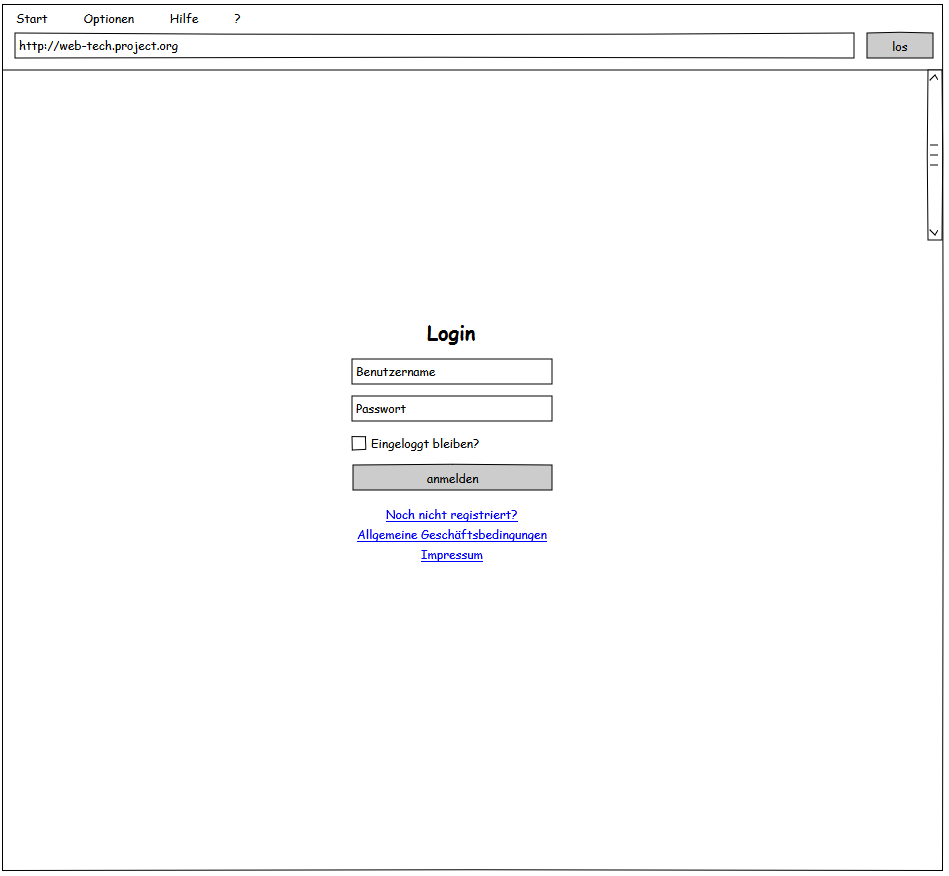 Start Optionen Hilfe ?
http://web-tech.project.org los
Login
Benutzername
Passwort
Eingeloggt bleiben?
anmelden
Noch nicht registriert?
Allgemeine Geschäftsbedingungen
Impressum